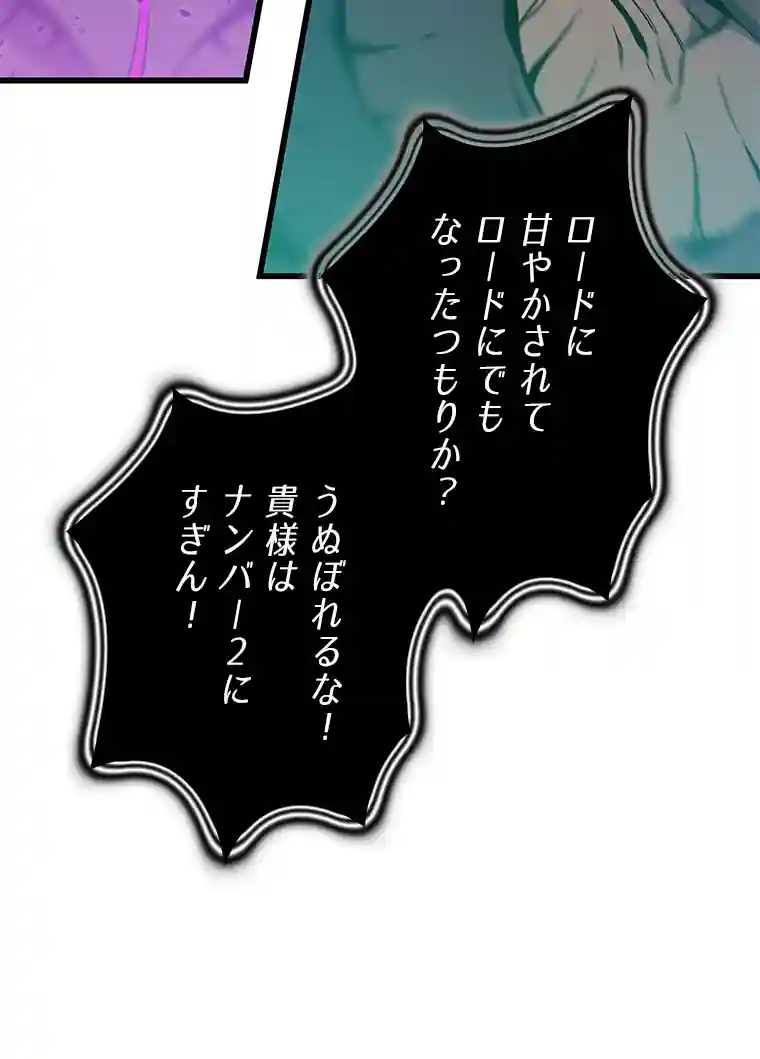 ロードに
甘やかされて
ロードにでも
なったつもりか？
うぬぼれるな！
貴様は
ナンバー2に
すぎん！